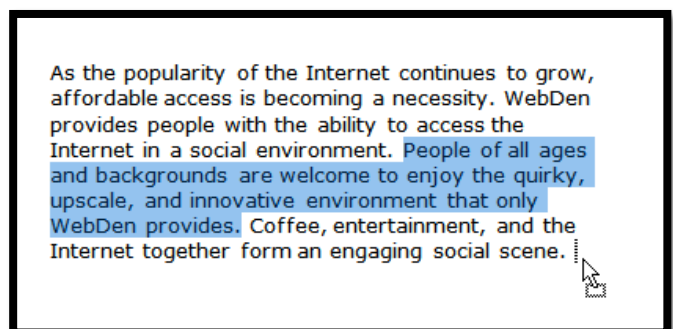 As the popularity of the Internet continues to grow,
affordable access is becoming a necessity. WebDen
provides people with the ability to access the
Internet in a social environment. People of all ages
and backgrounds are welcome to enjoy the quirky,
upscale, and innovative environment that only
WebDen provides. Coffee, entertainment, and the
Internet together form an engaging social scene.